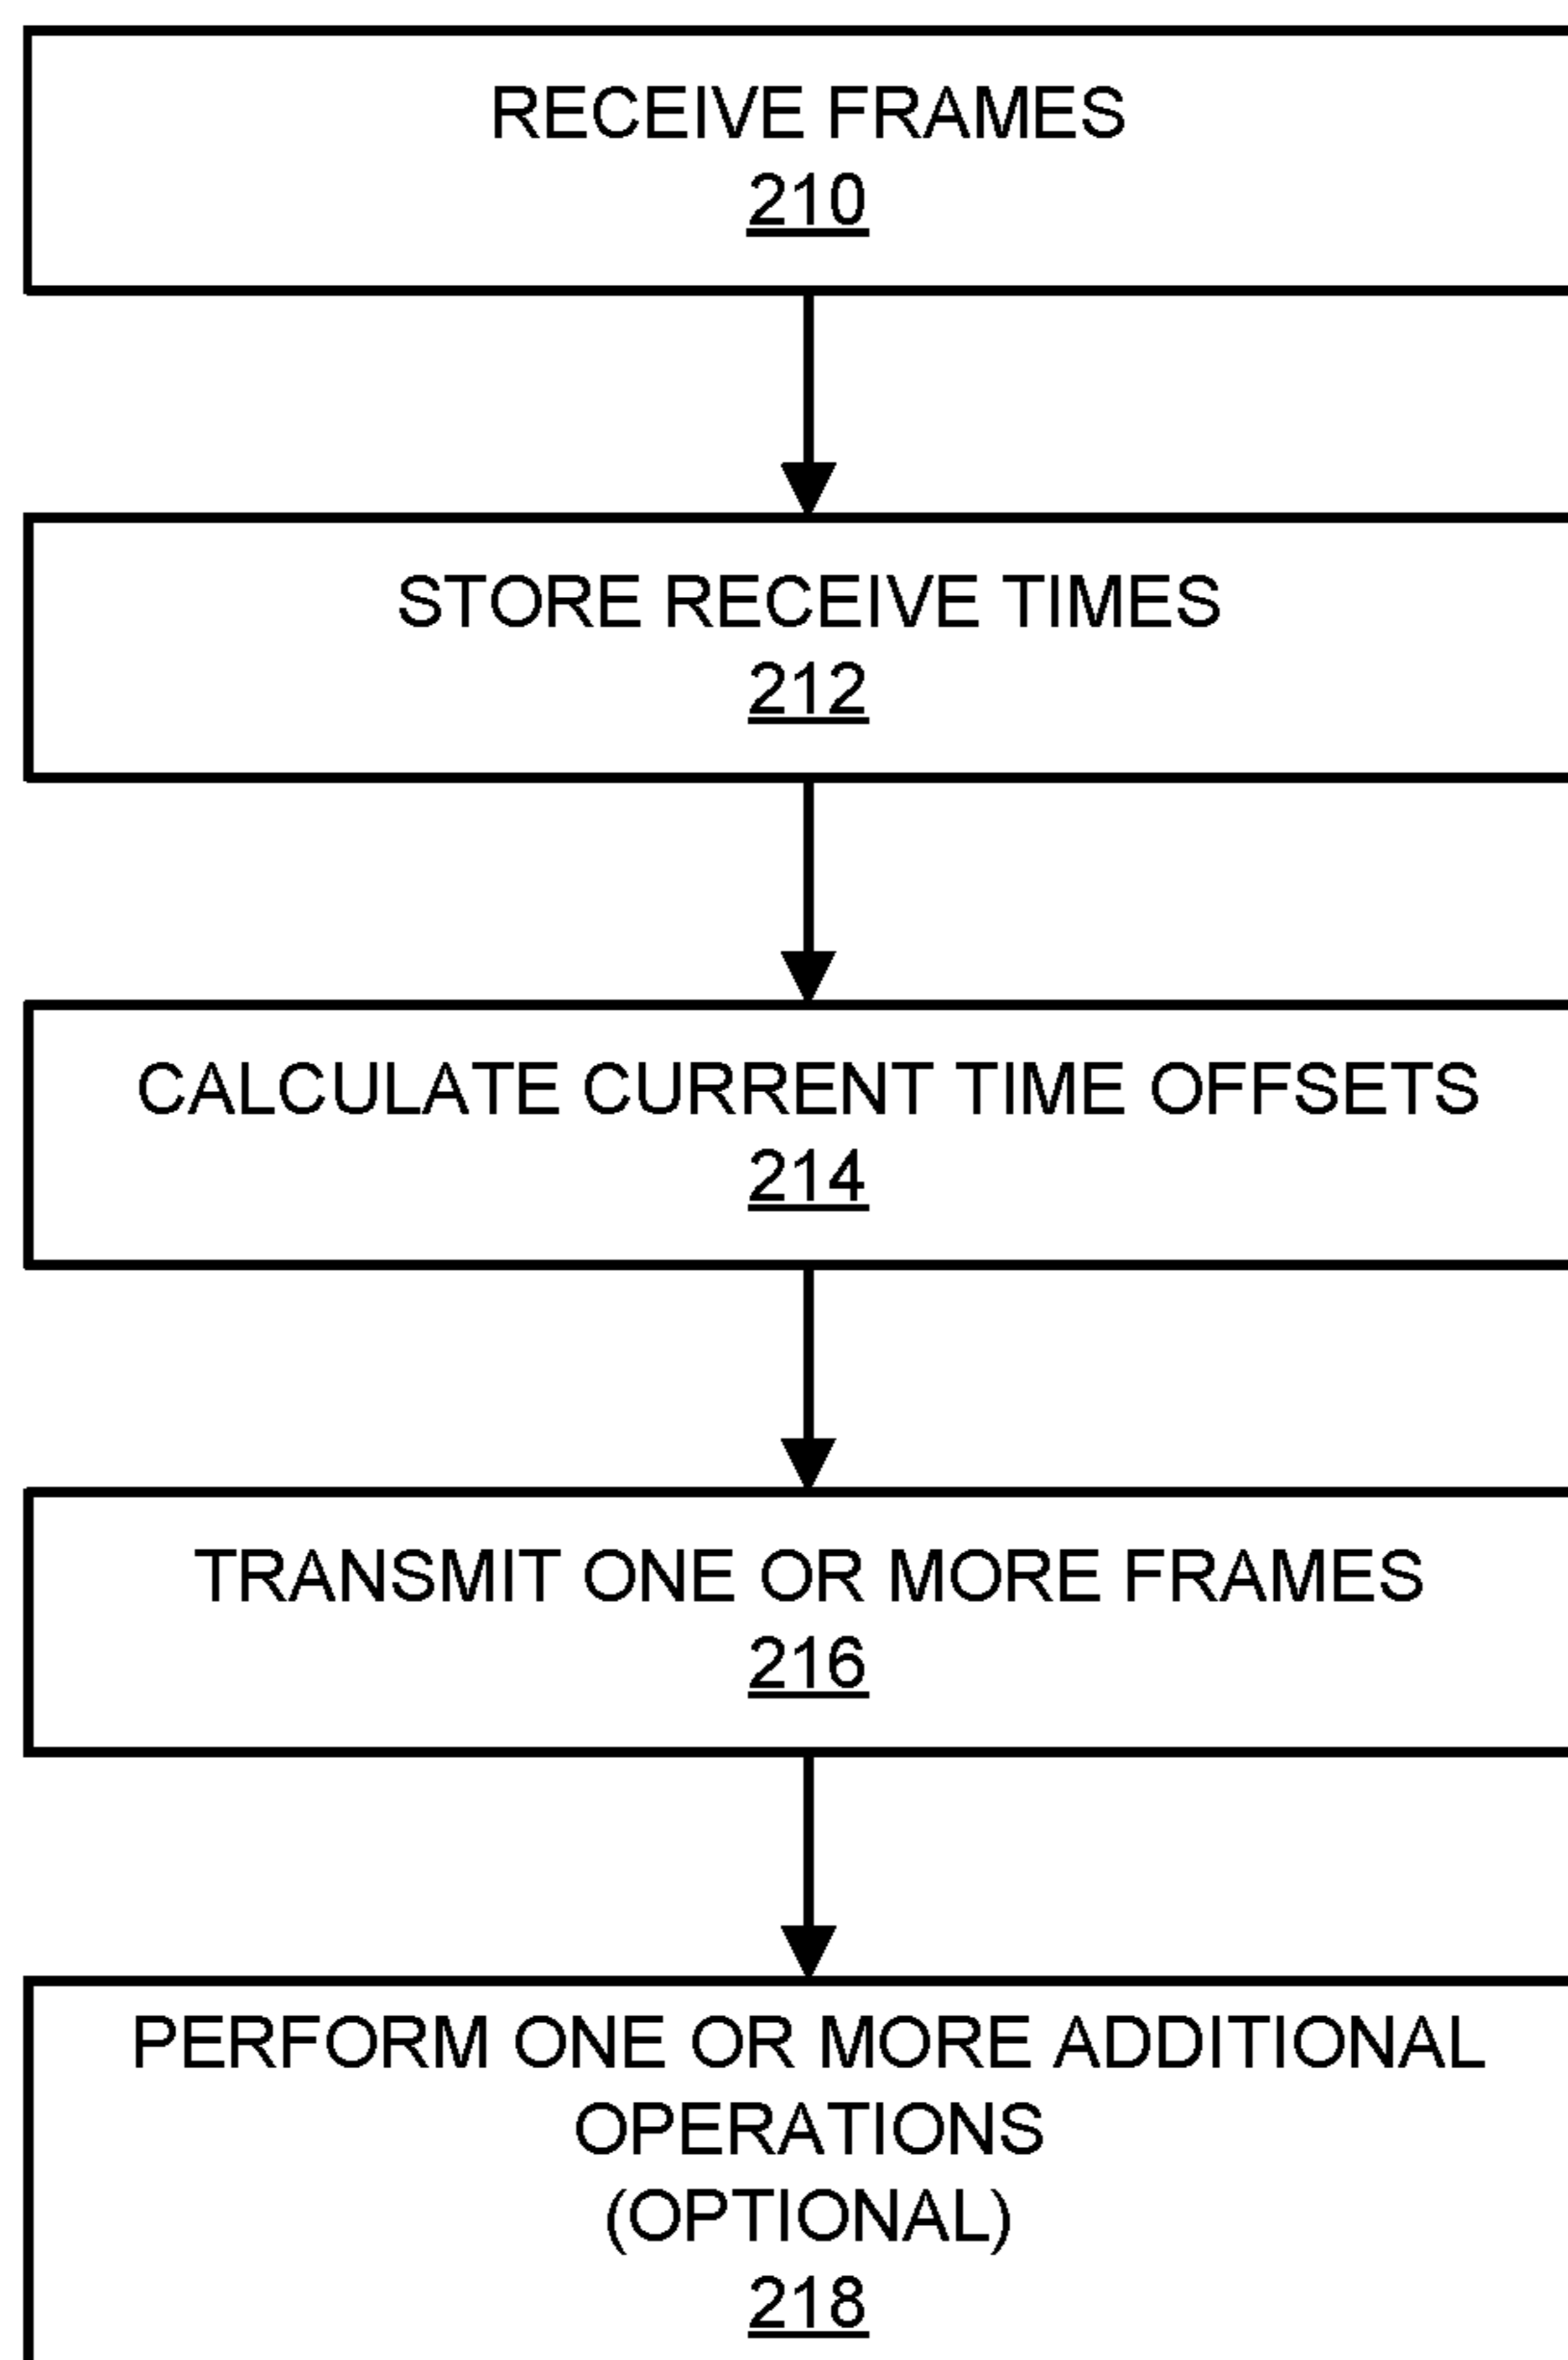 RECEIVE FRAMES
210
STORE RECEIVE TIMES
212
CALCULATE CURRENT TIME OFFSETS
214
TRANSMIT ONE OR MORE FRAMES
216
PERFORM ONE OR MORE ADDITIONAL
OPERATIONS
(OPTIONAL)
218